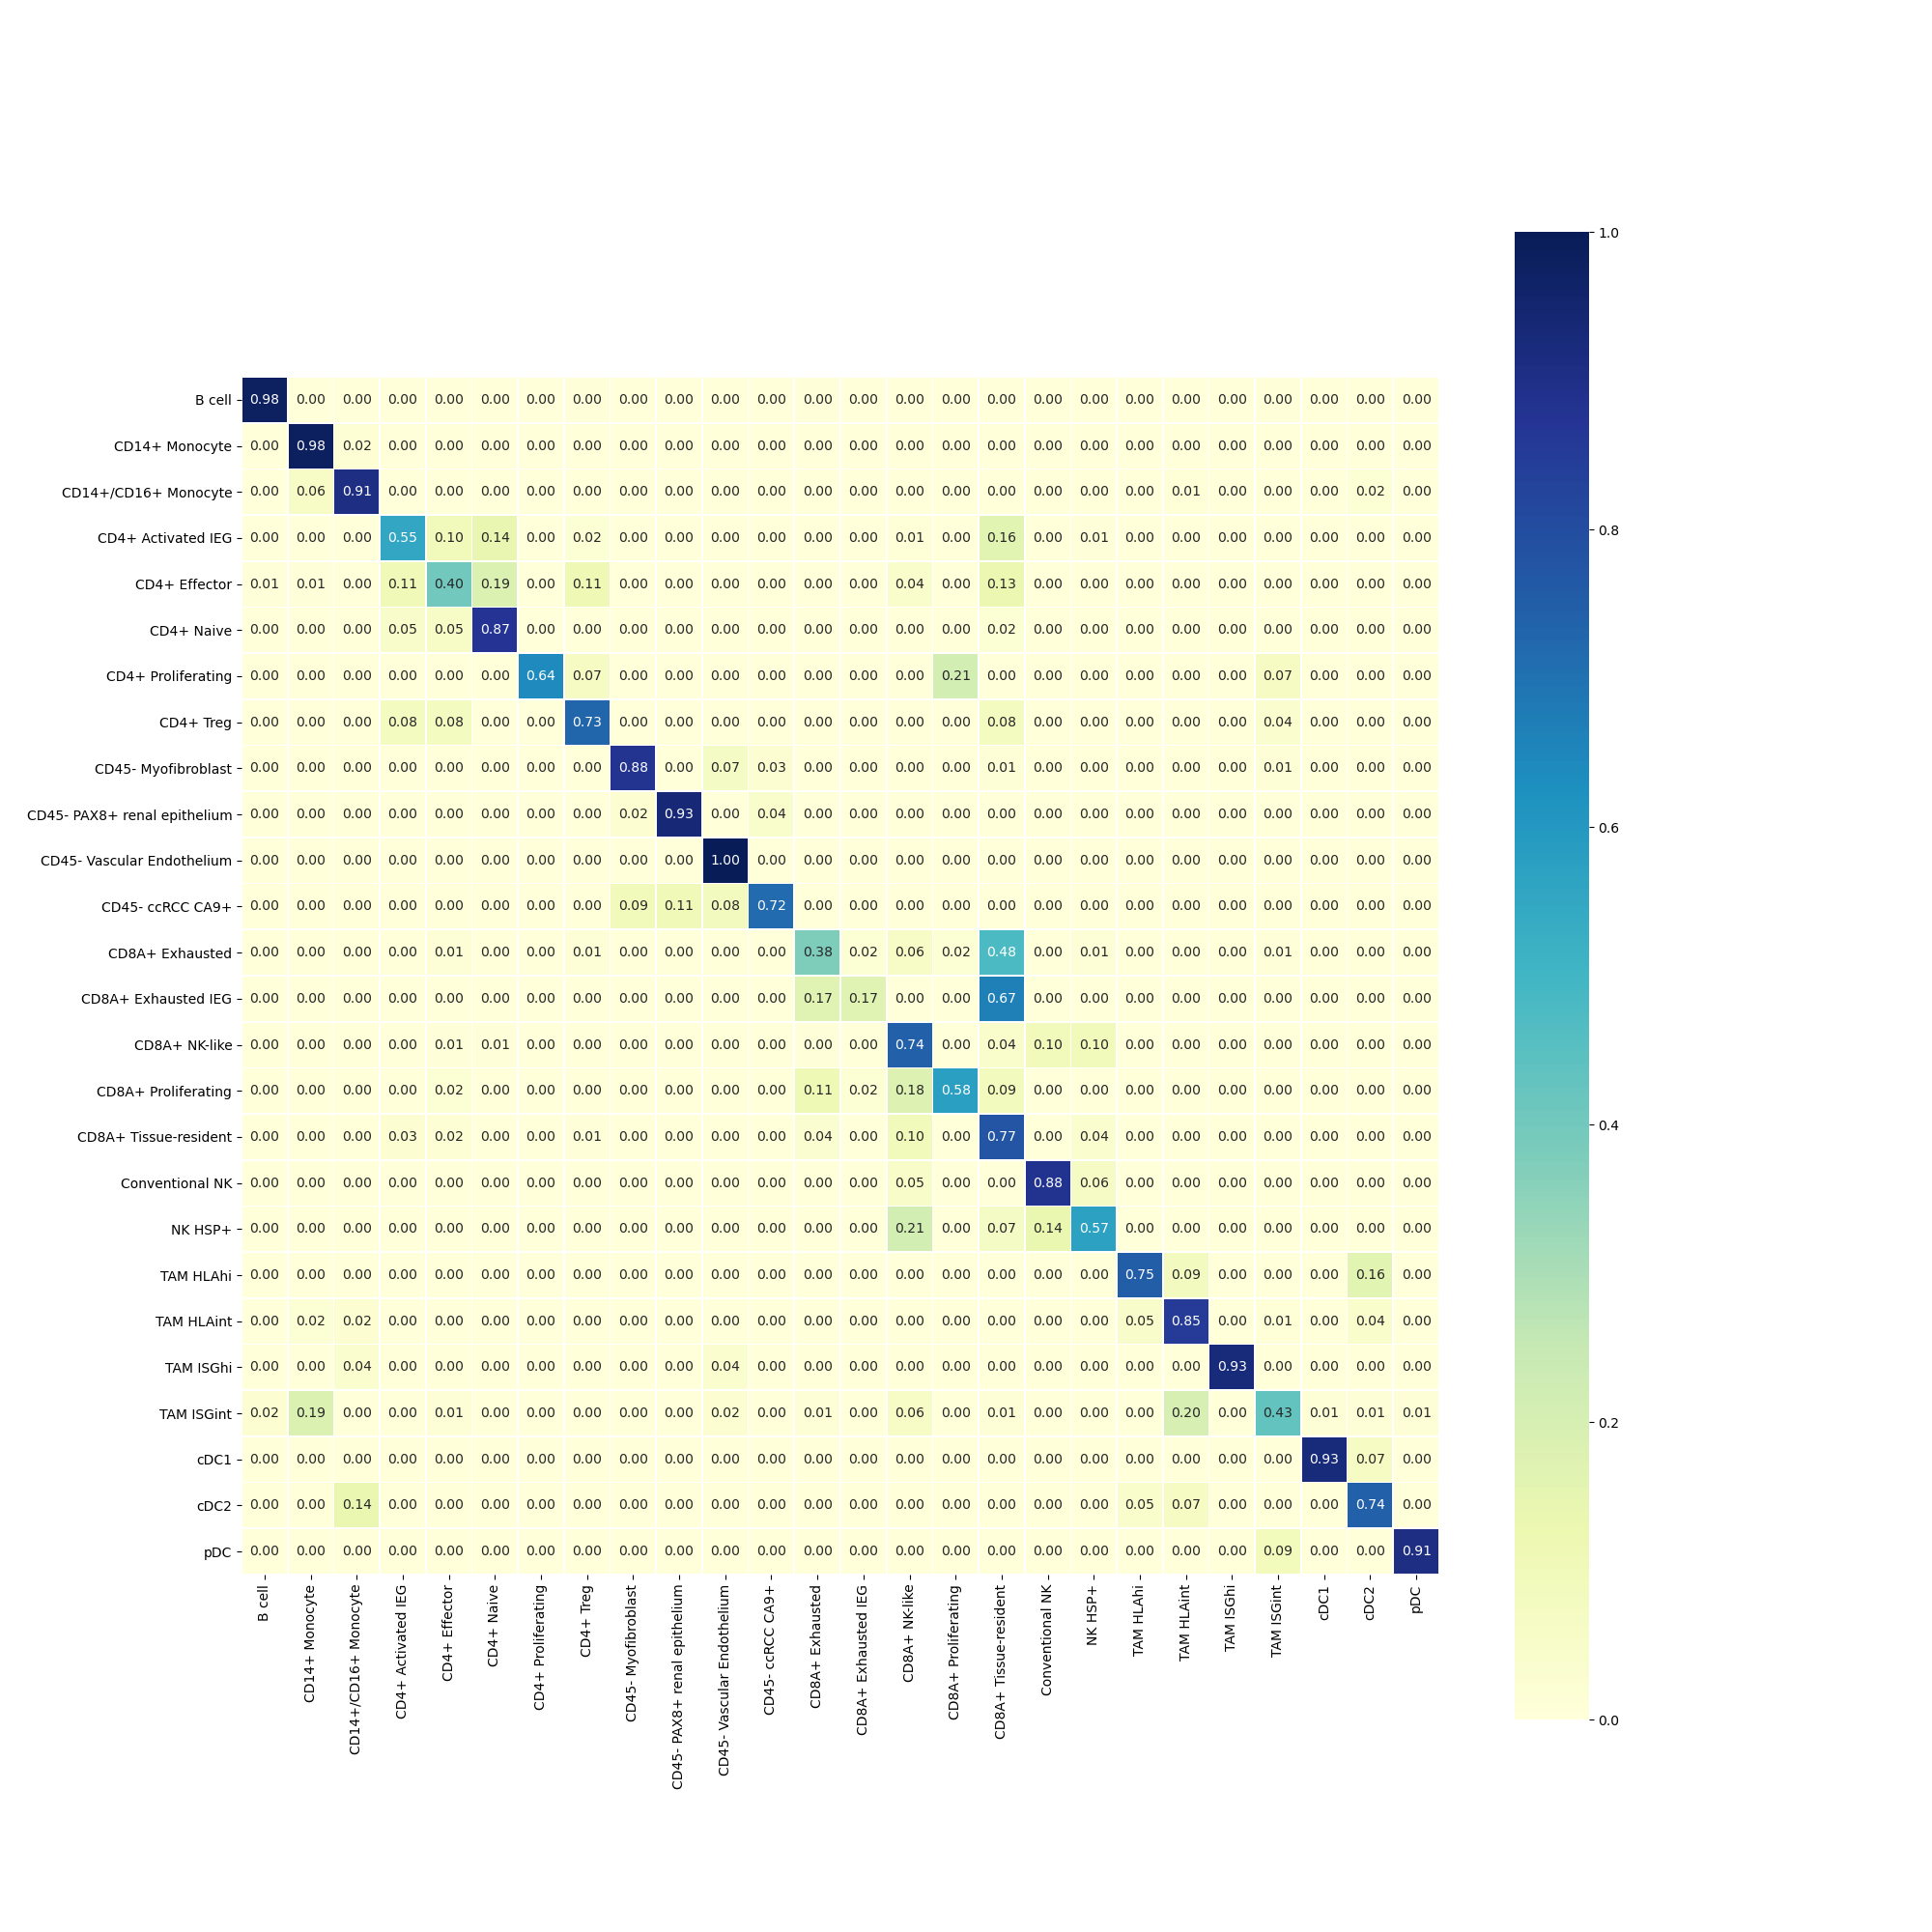 1.0
B cell 0.98 0.00 0.00 0.00 0.00 0.00 0.00 0.00 0.00 0.00 0.00 0.00 0.00 0.00 0.00 0.00 0.00 0.00 0.00 0.00 0.00 0.00 0.00 0.00 0.00 0.00
CD14+ Monocyte 0.00 0.98 0.02 0.00 0.00 0.00 0.00 0.00 0.00 0.00 0.00 0.00 0.00 0.00 0.00 0.00 0.00 0.00 0.00 0.00 0.00 0.00 0.00 0.00 0.00 0.00
CD14+/CD16+ Monocyte 0.00 0.06 0.91 0.00 0.00 0.00 0.00 0.00 0.00 0.00 0.00 0.00 0.00 0.00 0.00 0.00 0.00 0.00 0.00 0.00 0.01 0.00 0.00 0.00 0.02 0.00
0.8
CD4+ Activated IEG 0.00 0.00 0.00 0.55 0.10 0.14 0.00 0.02 0.00 0.00 0.00 0.00 0.00 0.00 0.01 0.00 0.16 0.00 0.01 0.00 0.00 0.00 0.00 0.00 0.00 0.00
CD4+ Effector 0.01 0.01 0.00 0.11 0.40 0.19 0.00 0.11 0.00 0.00 0.00 0.00 0.00 0.00 0.04 0.00 0.13 0.00 0.00 0.00 0.00 0.00 0.00 0.00 0.00 0.00
CD4+ Naive 0.00 0.00 0.00 0.05 0.05 0.87 0.00 0.00 0.00 0.00 0.00 0.00 0.00 0.00 0.00 0.00 0.02 0.00 0.00 0.00 0.00 0.00 0.00 0.00 0.00 0.00
CD4+ Proliferating 0.00 0.00 0.00 0.00 0.00 0.00 0.64 0.07 0.00 0.00 0.00 0.00 0.00 0.00 0.00 0.21 0.00 0.00 0.00 0.00 0.00 0.00 0.07 0.00 0.00 0.00
CD4+ Treg 0.00 0.00 0.00 0.08 0.08 0.00 0.00 0.73 0.00 0.00 0.00 0.00 0.00 0.00 0.00 0.00 0.08 0.00 0.00 0.00 0.00 0.00 0.04 0.00 0.00 0.00
CD45- Myofibroblast 0.00 0.00 0.00 0.00 0.00 0.00 0.00 0.00 0.88 0.00 0.07 0.03 0.00 0.00 0.00 0.00 0.01 0.00 0.00 0.00 0.00 0.00 0.01 0.00 0.00 0.00
CD45- PAX8+ renal epithelium 0.00 0.00 0.00 0.00 0.00 0.00 0.00 0.00 0.02 0.93 0.00 0.04 0.00 0.00 0.00 0.00 0.00 0.00 0.00 0.00 0.00 0.00 0.00 0.00 0.00 0.00
0.6
CD45- Vascular Endothelium 0.00 0.00 0.00 0.00 0.00 0.00 0.00 0.00 0.00 0.00 1.00 0.00 0.00 0.00 0.00 0.00 0.00 0.00 0.00 0.00 0.00 0.00 0.00 0.00 0.00 0.00
CD45- ccRCC CA9+ 0.00 0.00 0.00 0.00 0.00 0.00 0.00 0.00 0.09 0.11 0.08 0.72 0.00 0.00 0.00 0.00 0.00 0.00 0.00 0.00 0.00 0.00 0.00 0.00 0.00 0.00
CD8A+ Exhausted 0.00 0.00 0.00 0.00 0.01 0.00 0.00 0.01 0.00 0.00 0.00 0.00 0.38 0.02 0.06 0.02 0.48 0.00 0.01 0.00 0.00 0.00 0.01 0.00 0.00 0.00
CD8A+ Exhausted IEG 0.00 0.00 0.00 0.00 0.00 0.00 0.00 0.00 0.00 0.00 0.00 0.00 0.17 0.17 0.00 0.00 0.67 0.00 0.00 0.00 0.00 0.00 0.00 0.00 0.00 0.00
CD8A+ NK-like 0.00 0.00 0.00 0.00 0.01 0.01 0.00 0.00 0.00 0.00 0.00 0.00 0.00 0.00 0.74 0.00 0.04 0.10 0.10 0.00 0.00 0.00 0.00 0.00 0.00 0.00
CD8A+ Proliferating 0.00 0.00 0.00 0.00 0.02 0.00 0.00 0.00 0.00 0.00 0.00 0.00 0.11 0.02 0.18 0.58 0.09 0.00 0.00 0.00 0.00 0.00 0.00 0.00 0.00 0.00
0.4
CD8A+ Tissue-resident 0.00 0.00 0.00 0.03 0.02 0.00 0.00 0.01 0.00 0.00 0.00 0.00 0.04 0.00 0.10 0.00 0.77 0.00 0.04 0.00 0.00 0.00 0.00 0.00 0.00 0.00
Conventional NK 0.00 0.00 0.00 0.00 0.00 0.00 0.00 0.00 0.00 0.00 0.00 0.00 0.00 0.00 0.05 0.00 0.00 0.88 0.06 0.00 0.00 0.00 0.00 0.00 0.00 0.00
NK HSP+ 0.00 0.00 0.00 0.00 0.00 0.00 0.00 0.00 0.00 0.00 0.00 0.00 0.00 0.00 0.21 0.00 0.07 0.14 0.57 0.00 0.00 0.00 0.00 0.00 0.00 0.00
TAM HLAhi 0.00 0.00 0.00 0.00 0.00 0.00 0.00 0.00 0.00 0.00 0.00 0.00 0.00 0.00 0.00 0.00 0.00 0.00 0.00 0.75 0.09 0.00 0.00 0.00 0.16 0.00
TAM HLAint 0.00 0.02 0.02 0.00 0.00 0.00 0.00 0.00 0.00 0.00 0.00 0.00 0.00 0.00 0.00 0.00 0.00 0.00 0.00 0.05 0.85 0.00 0.01 0.00 0.04 0.00
TAM ISGhi 0.00 0.00 0.04 0.00 0.00 0.00 0.00 0.00 0.00 0.00 0.04 0.00 0.00 0.00 0.00 0.00 0.00 0.00 0.00 0.00 0.00 0.93 0.00 0.00 0.00 0.00
TAM ISGint 0.02 0.19 0.00 0.00 0.01 0.00 0.00 0.00 0.00 0.00 0.02 0.00 0.01 0.00 0.06 0.00 0.01 0.00 0.00 0.00 0.20 0.00 0.43 0.01 0.01 0.01
0.2
cDC1 0.00 0.00 0.00 0.00 0.00 0.00 0.00 0.00 0.00 0.00 0.00 0.00 0.00 0.00 0.00 0.00 0.00 0.00 0.00 0.00 0.00 0.00 0.00 0.93 0.07 0.00
cDC2 0.00 0.00 0.14 0.00 0.00 0.00 0.00 0.00 0.00 0.00 0.00 0.00 0.00 0.00 0.00 0.00 0.00 0.00 0.00 0.05 0.07 0.00 0.00 0.00 0.74 0.00
pDC 0.00 0.00 0.00 0.00 0.00 0.00 0.00 0.00 0.00 0.00 0.00 0.00 0.00 0.00 0.00 0.00 0.00 0.00 0.00 0.00 0.00 0.00 0.09 0.00 0.00 0.91
0.0
B cell
CD14+ Monocyte
CD14+/CD16+ Monocyte
CD4+ Activated IEG
CD4+ Effector
CD4+ Naive
CD4+ Proliferating
CD4+ Treg
CD45- Myofibroblast
CD45- PAX8+ renal epithelium
CD45- Vascular Endothelium
CD45- ccRCC CA9+
CD8A+ Exhausted
CD8A+ Exhausted IEG
CD8A+ NK-like
CD8A+ Proliferating
CD8A+ Tissue-resident
Conventional NK
NK HSP+
TAM HLAhi
TAM HLAint
TAM ISGhi
TAM ISGint
cDC1
cDC2
pDC